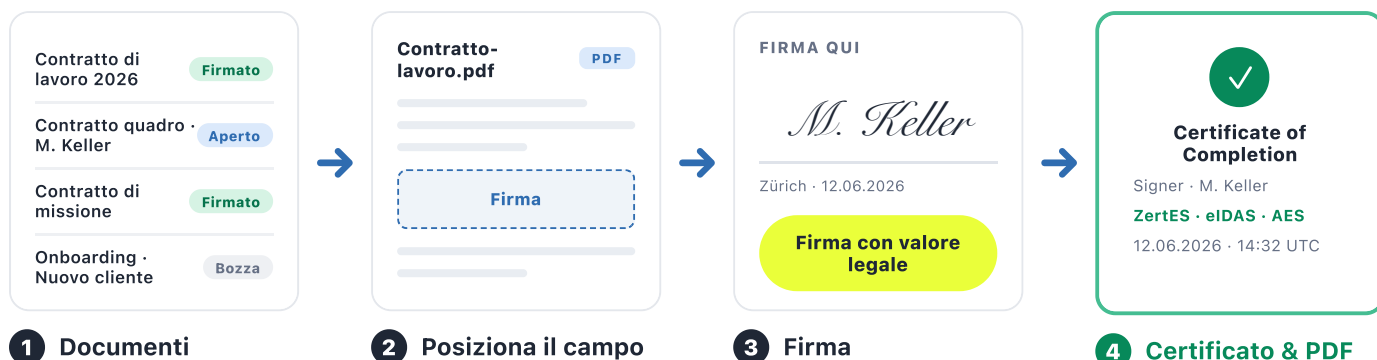 Contratto di
lavoro 2026
Firmato
Contratto quadro ·
M. Keller
Aperto
Contratto di
missione
Firmato
Onboarding ·
Nuovo cliente
Bozza
1 Documenti
Contratto-
lavoro.pdf
PDF
Firma
2 Posiziona il campo
FIRMA QUI
M. Keller
Zürich · 12.06.2026
Firma con valore
legale
3 Firma
Certificate of
Completion
Signer · M. Keller
ZertES · eIDAS · AES
12.06.2026 · 14:32 UTC
4 Certificato & PDF